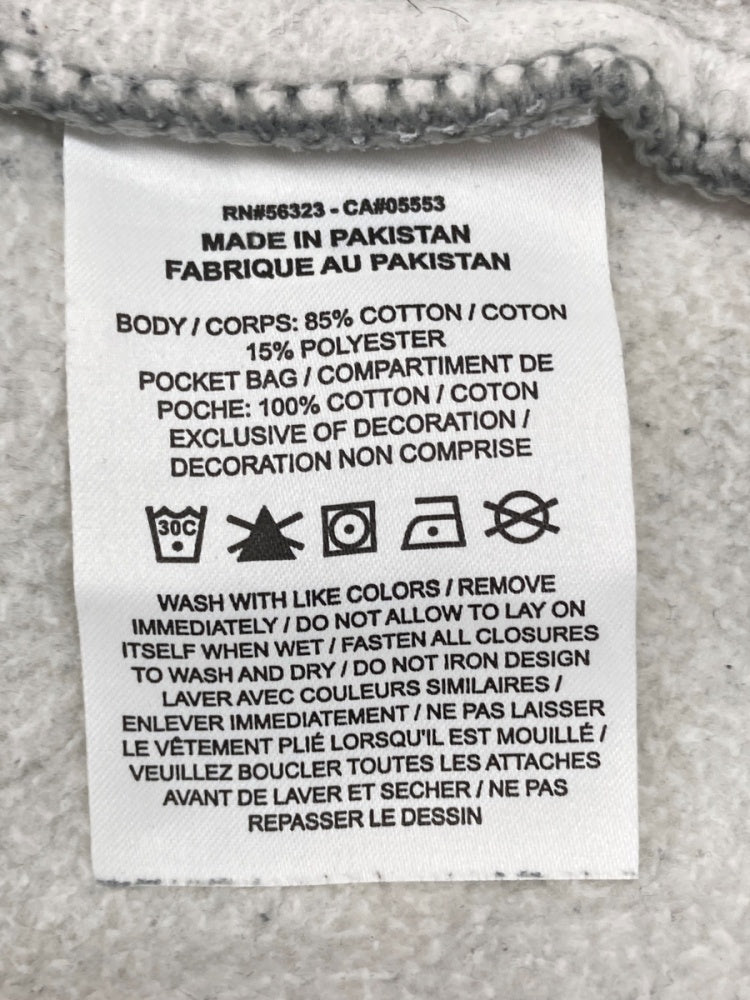 RN#56323 - CA#05553
MADE IN PAKISTAN
FABRIQUE AU PAKISTAN
BODY / CORPS: 85% COTTON / COTON
15% POLYESTER
POCKET BAG / COMPARTIMENT DE
POCHE: 100% COTTON / COTON
EXCLUSIVE OF DECORATION /
DECORATION NON COMPRISE
30C
WASH WITH LIKE COLORS / REMOVE
IMMEDIATELY / DO NOT ALLOW TO LAY ON
ITSELF WHEN WET / FASTEN ALL CLOSURES
TO WASH AND DRY / DO NOT IRON DESIGN
LAVER AVEC COULEURS SIMILAIRES /
ENLEVER IMMEDIATEMENT / NE PAS LAISSER
LE VÊTEMENT PLIÉ LORSQU'IL EST MOUILLÉ /
VEUILLEZ BOUCLER TOUTES LES ATTACHES
AVANT DE LAVER ET SECHER / NE PAS
REPASSER LE DESSIN